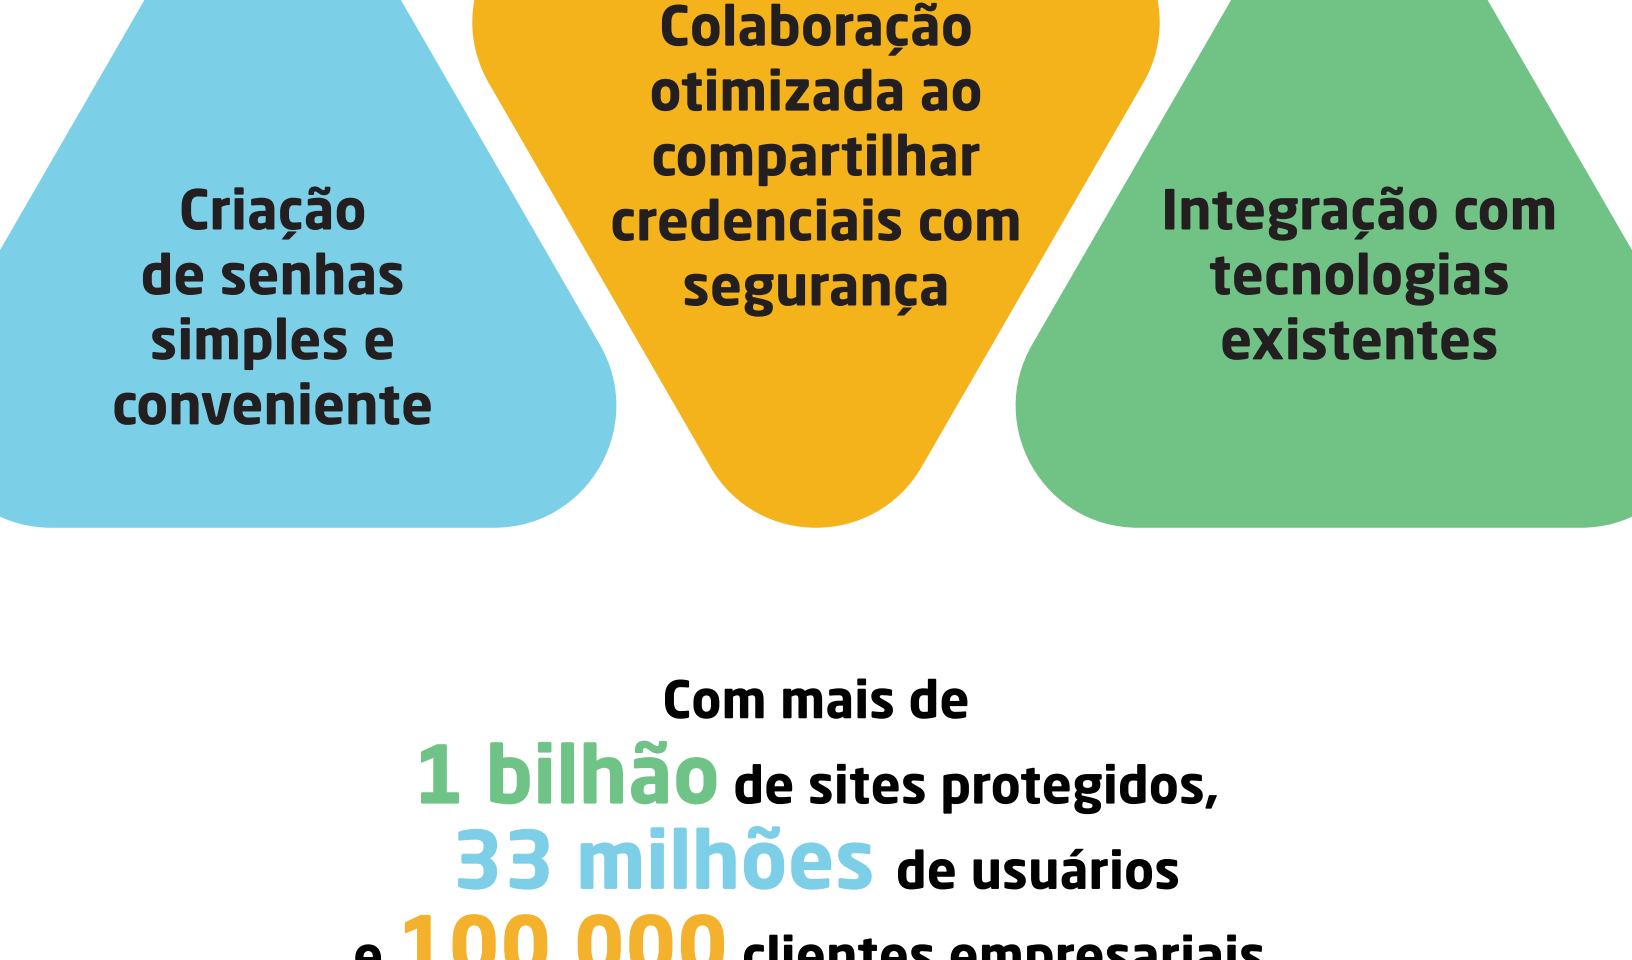 Criação
de senhas
simples e
conveniente
Colaboração
otimizada ao
compartilhar
credenciais com
segurança
Integração com
tecnologias
existentes
Com mais de
1 bilhão de sites protegidos,
33 milhões de usuários
e 100 000 clientes empresariais